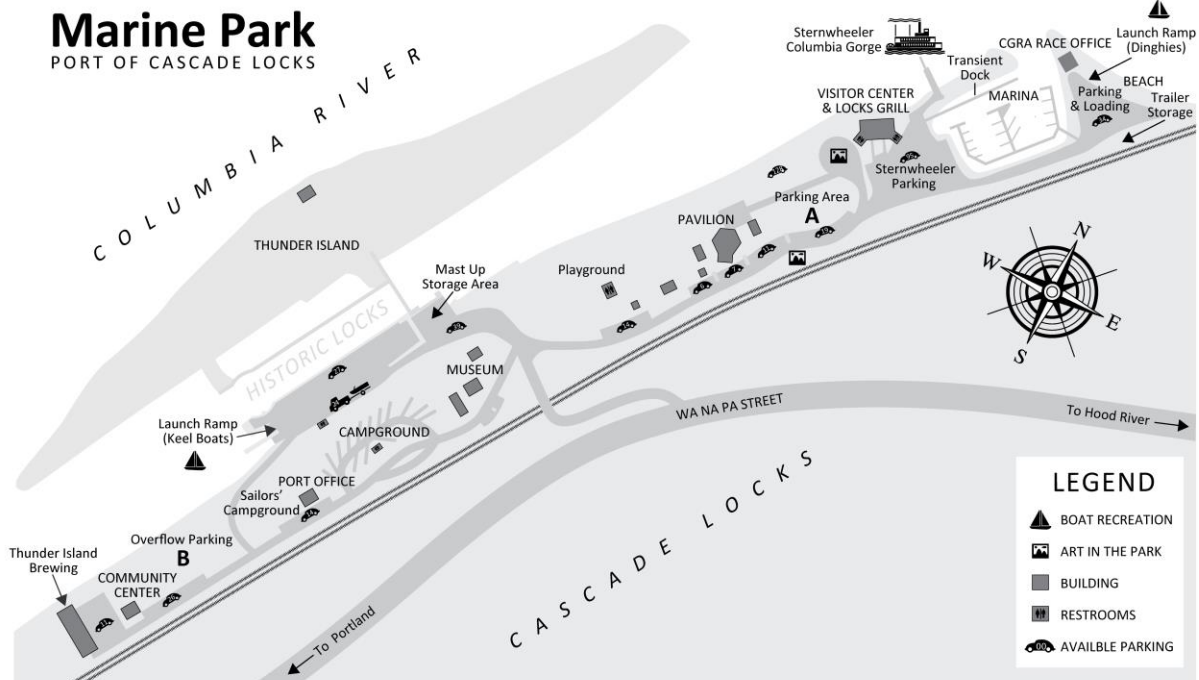 Marine Park
PORT OF CASCADE LOCKS
COLUMBIA RIVER
Sternwheeler
Columbia Gorge
CGRA RACE OFFICE
Launch Ramp
(Dinghies)
Transient
Dock
BEACH
VISITOR CENTER
& LOCKS GRILL
MARINA
Parking
& Loading
Trailer
Storage
Sternwheeler
Parking
Parking Area
A
PAVILION
THUNDER ISLAND
Mast Up
Storage Area
Playground
HISTORIC LOCKS
MUSEUM
N
W
E
S
WA NA PA STREET
To Hood River
Launch Ramp
(Keel Boats)
CAMPGROUND
PORT OFFICE
Sailors'
Campground
Overflow Parking
B
Thunder Island
Brewing
COMMUNITY
CENTER
To Portland
CASCADE LOCKS
LEGEND
BOAT RECREATION
ART IN THE PARK
BUILDING
RESTROOMS
00
AVAILBLE PARKING